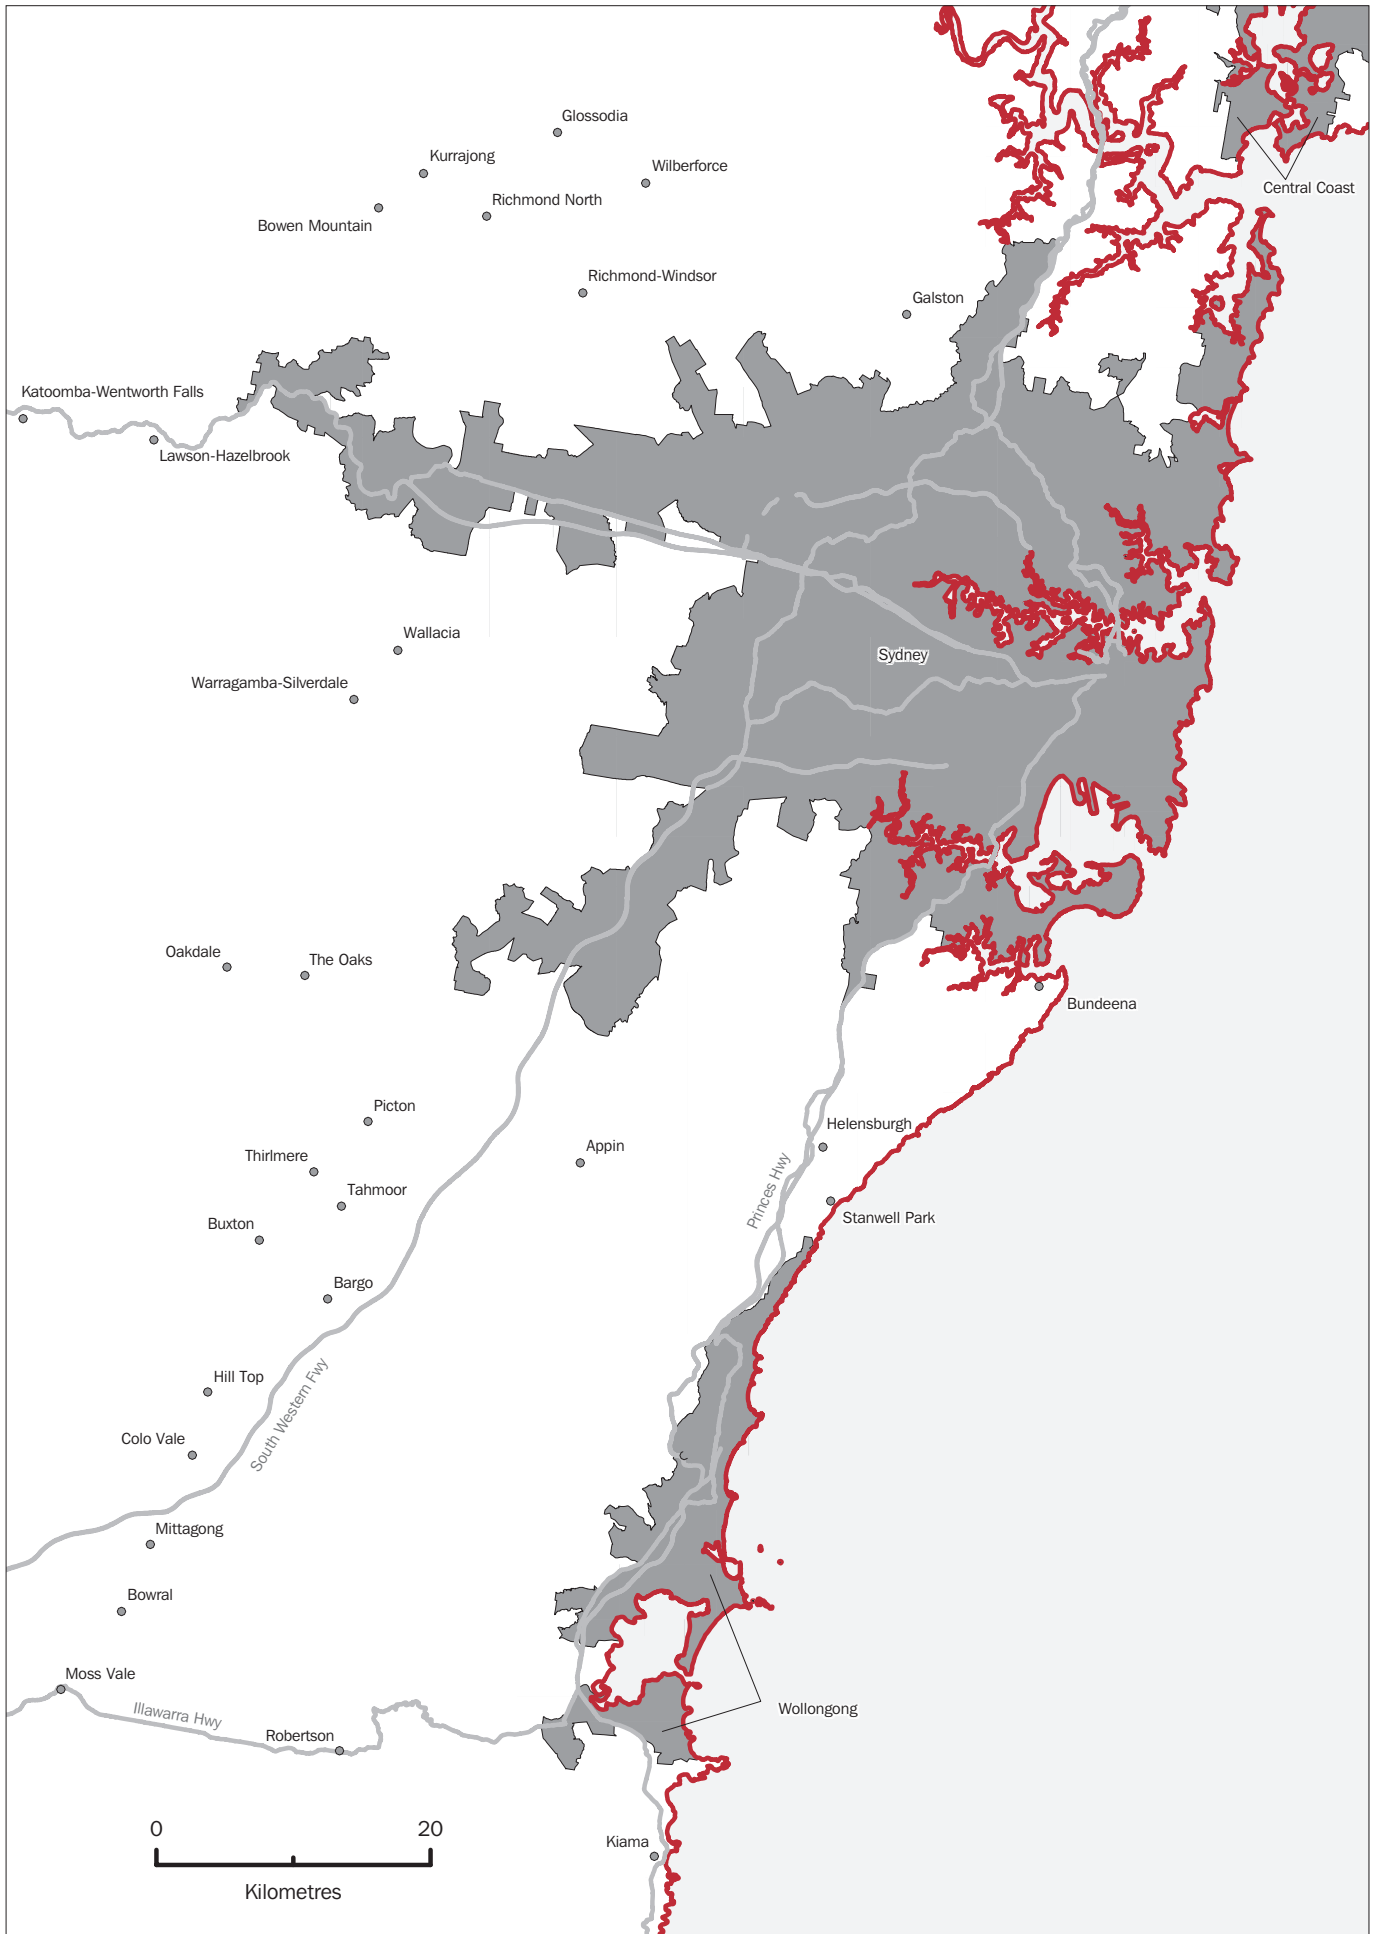 Glossodia
Kurrajong
Wilberforce
Central Coast
Richmond North
Bowen Mountain
Richmond-Windsor
Galston
Katoomba-Wentworth Falls
Lawson-Hazelbrook
Wallacia
Sydney
Warragamba-Silverdale
Oakdale
The Oaks
Bundeena
Picton
Helensburgh
Appin
Thirlmere
Tahmoor
Princes Hwy
Buxton
Stanwell Park
Bargo
Hill Top
South Western Fwy
Colo Vale
Mittagong
Bowral
Moss Vale
Illawarra Hwy
Wollongong
Robertson
0 20
Kiama
Kilometres